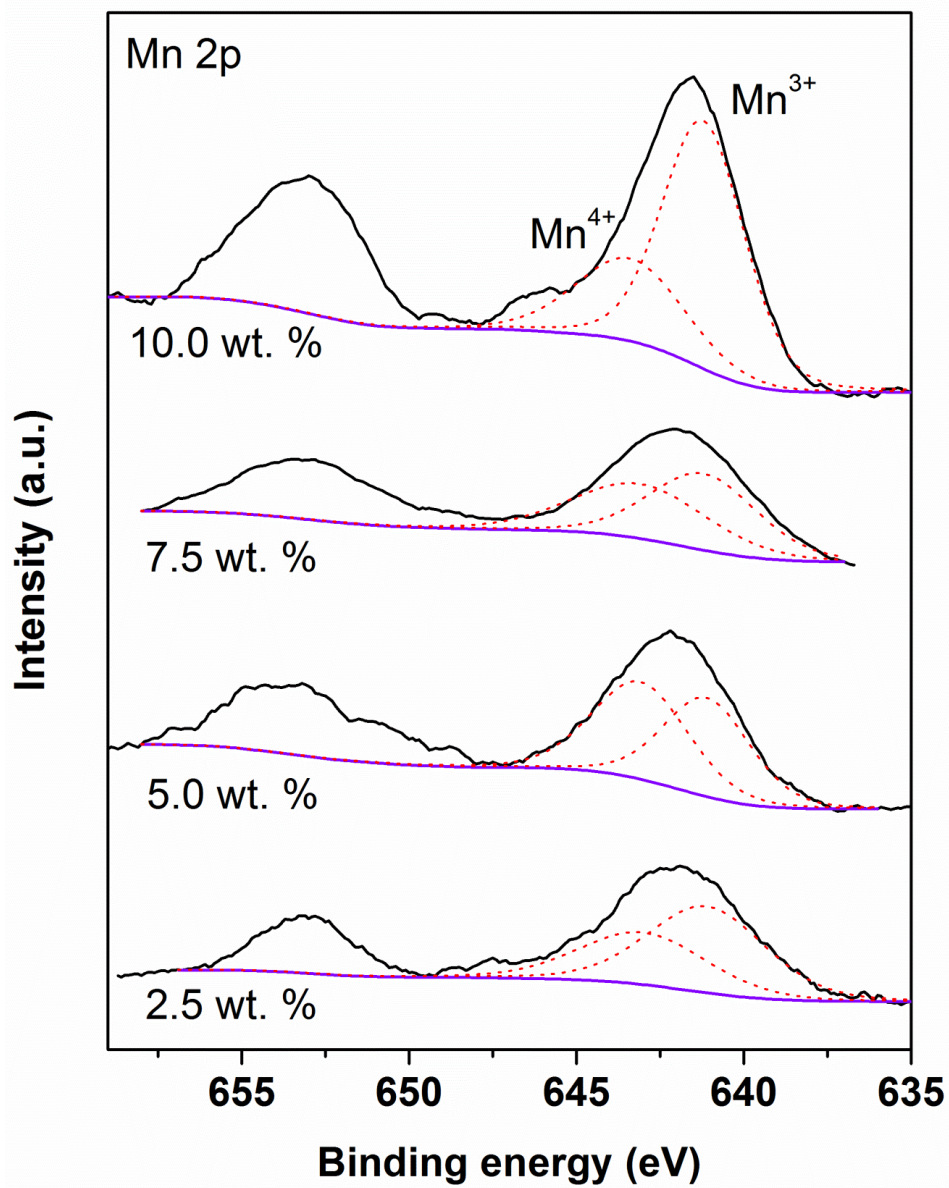 Mn 2p
Mn³⁺
Mn⁴⁺
10.0 wt. %
7.5 wt. %
5.0 wt. %
2.5 wt. %
Intensity (a.u.)
655 650 645 640 635
Binding energy (eV)